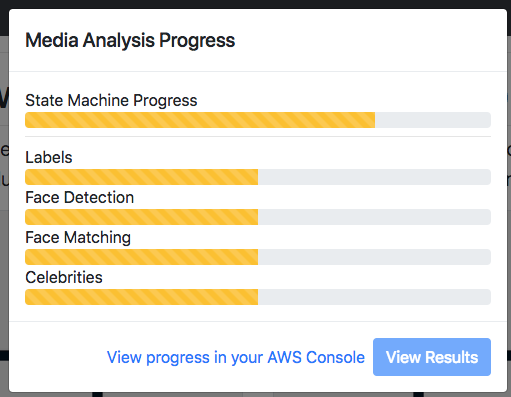 Media Analysis Progress
State Machine Progress
Labels
Face Detection
Face Matching
Celebrities
View progress in your AWS Console
View Results